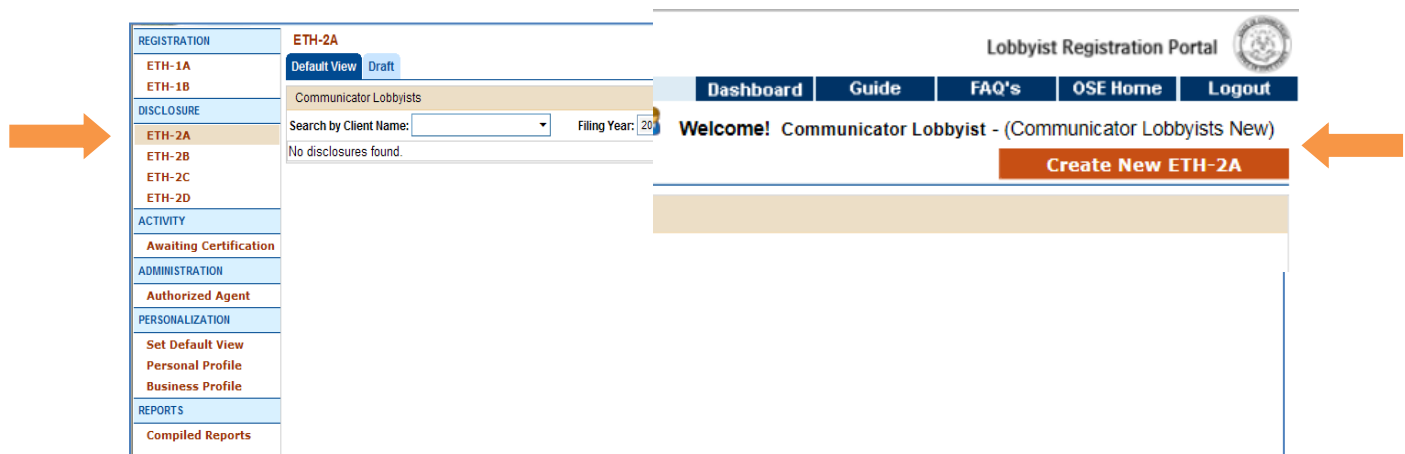 REGISTRATION
ETH-1A
ETH-1B
DISCLOSURE
ETH-2A
ETH-2B
ETH-2C
ETH-2D
ACTIVITY
Awaiting Certification
ADMINISTRATION
Authorized Agent
PERSONALIZATION
Set Default View
Personal Profile
Business Profile
REPORTS
Compiled Reports
ETH-2A
Default View Draft
Communicator Lobbyists
Search by Client Name: Filing Year:
No disclosures found.
Lobbyist Registration Portal
Dashboard Guide FAQ's OSE Home Logout
Welcome! Communicator Lobbyist - (Communicator Lobbyists New)
Create New ETH-2A